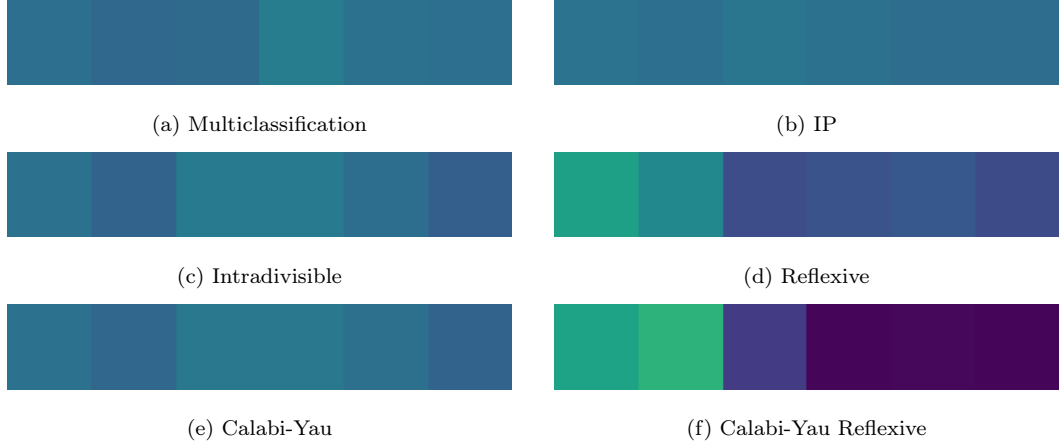 (a) Multiclassification
(b) IP
(c) Intradivisible
(d) Reflexive
(e) Calabi-Yau
(f) Calabi-Yau Reflexive